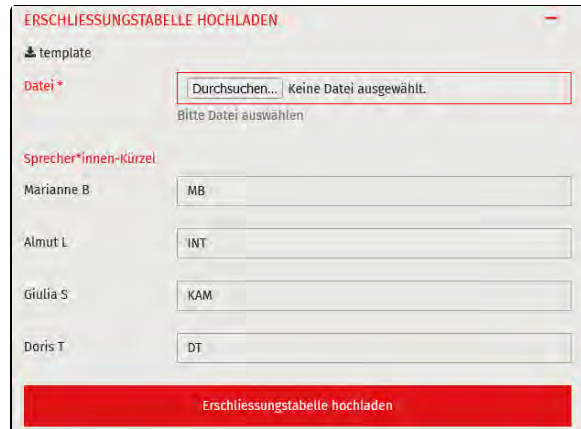 ERSCHLIESSUNGSTABELLE HOCHLADEN
template
Datei * Durchsuchen... Keine Datei ausgewählt.
Bitte Datei auswählen
Sprecher*innen-Kürzel
Marianne B MB
Almut L INT
Giulia S KAM
Doris T DT
Erschliessungstabelle hochladen